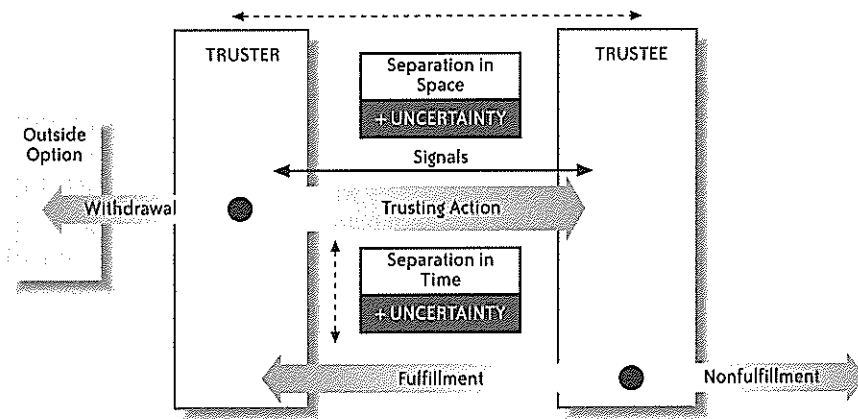 TRUSTER
TRUSTEE
Separation in
Space
+ UNCERTAINTY
Outside
Option
Signals
Withdrawal
Trusting Action
Separation in
Time
+ UNCERTAINTY
Fulfillment
Nonfulfillment